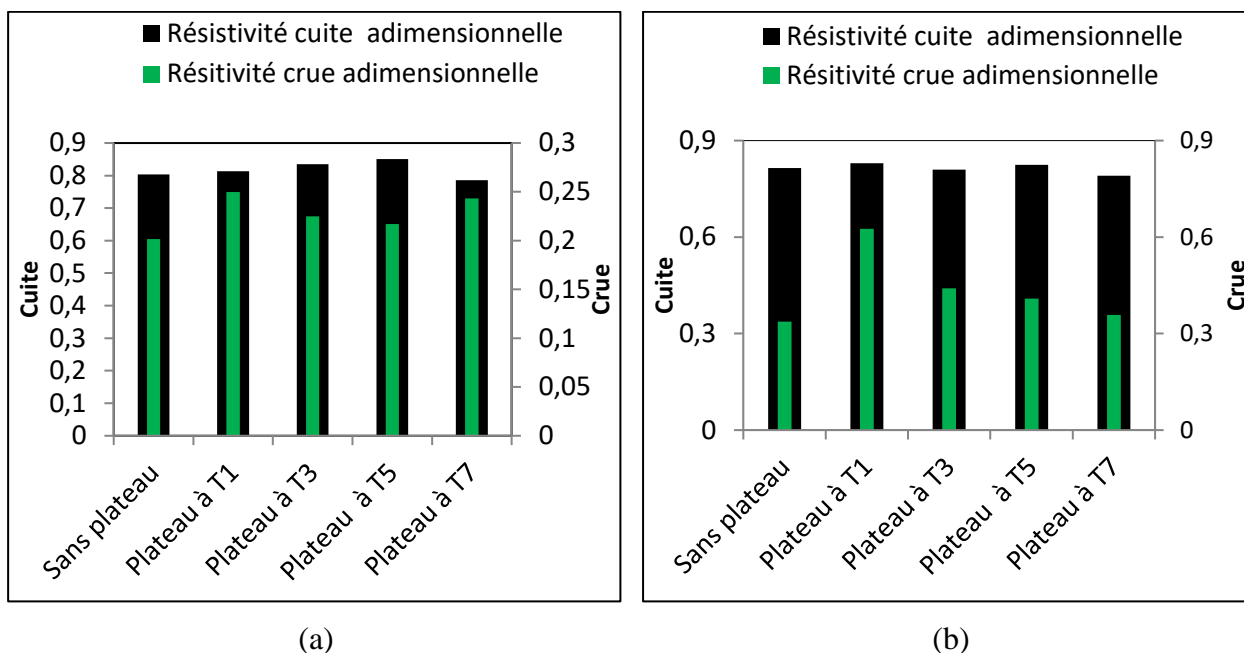 Résistivité cuite adimensionnelle
Résitivité crue adimensionnelle
0,9
0,8
0,7
0,6
0,5
0,4
0,3
0,2
0,1
0
Cuite
0,3
0,25
0,2
0,15
0,1
0,05
0
Crue
Sans plateau
Plateau à T1
Plateau à T3
Plateau à T5
Plateau à T7
(a)
Résistivité cuite adimensionnelle
Résitivité crue adimensionnelle
0,9
0,6
0,3
0
Cuite
0,9
0,6
0,3
0
Crue
Sans plateau
Plateau à T1
Plateau à T3
Plateau à T5
Plateau à T7
(b)